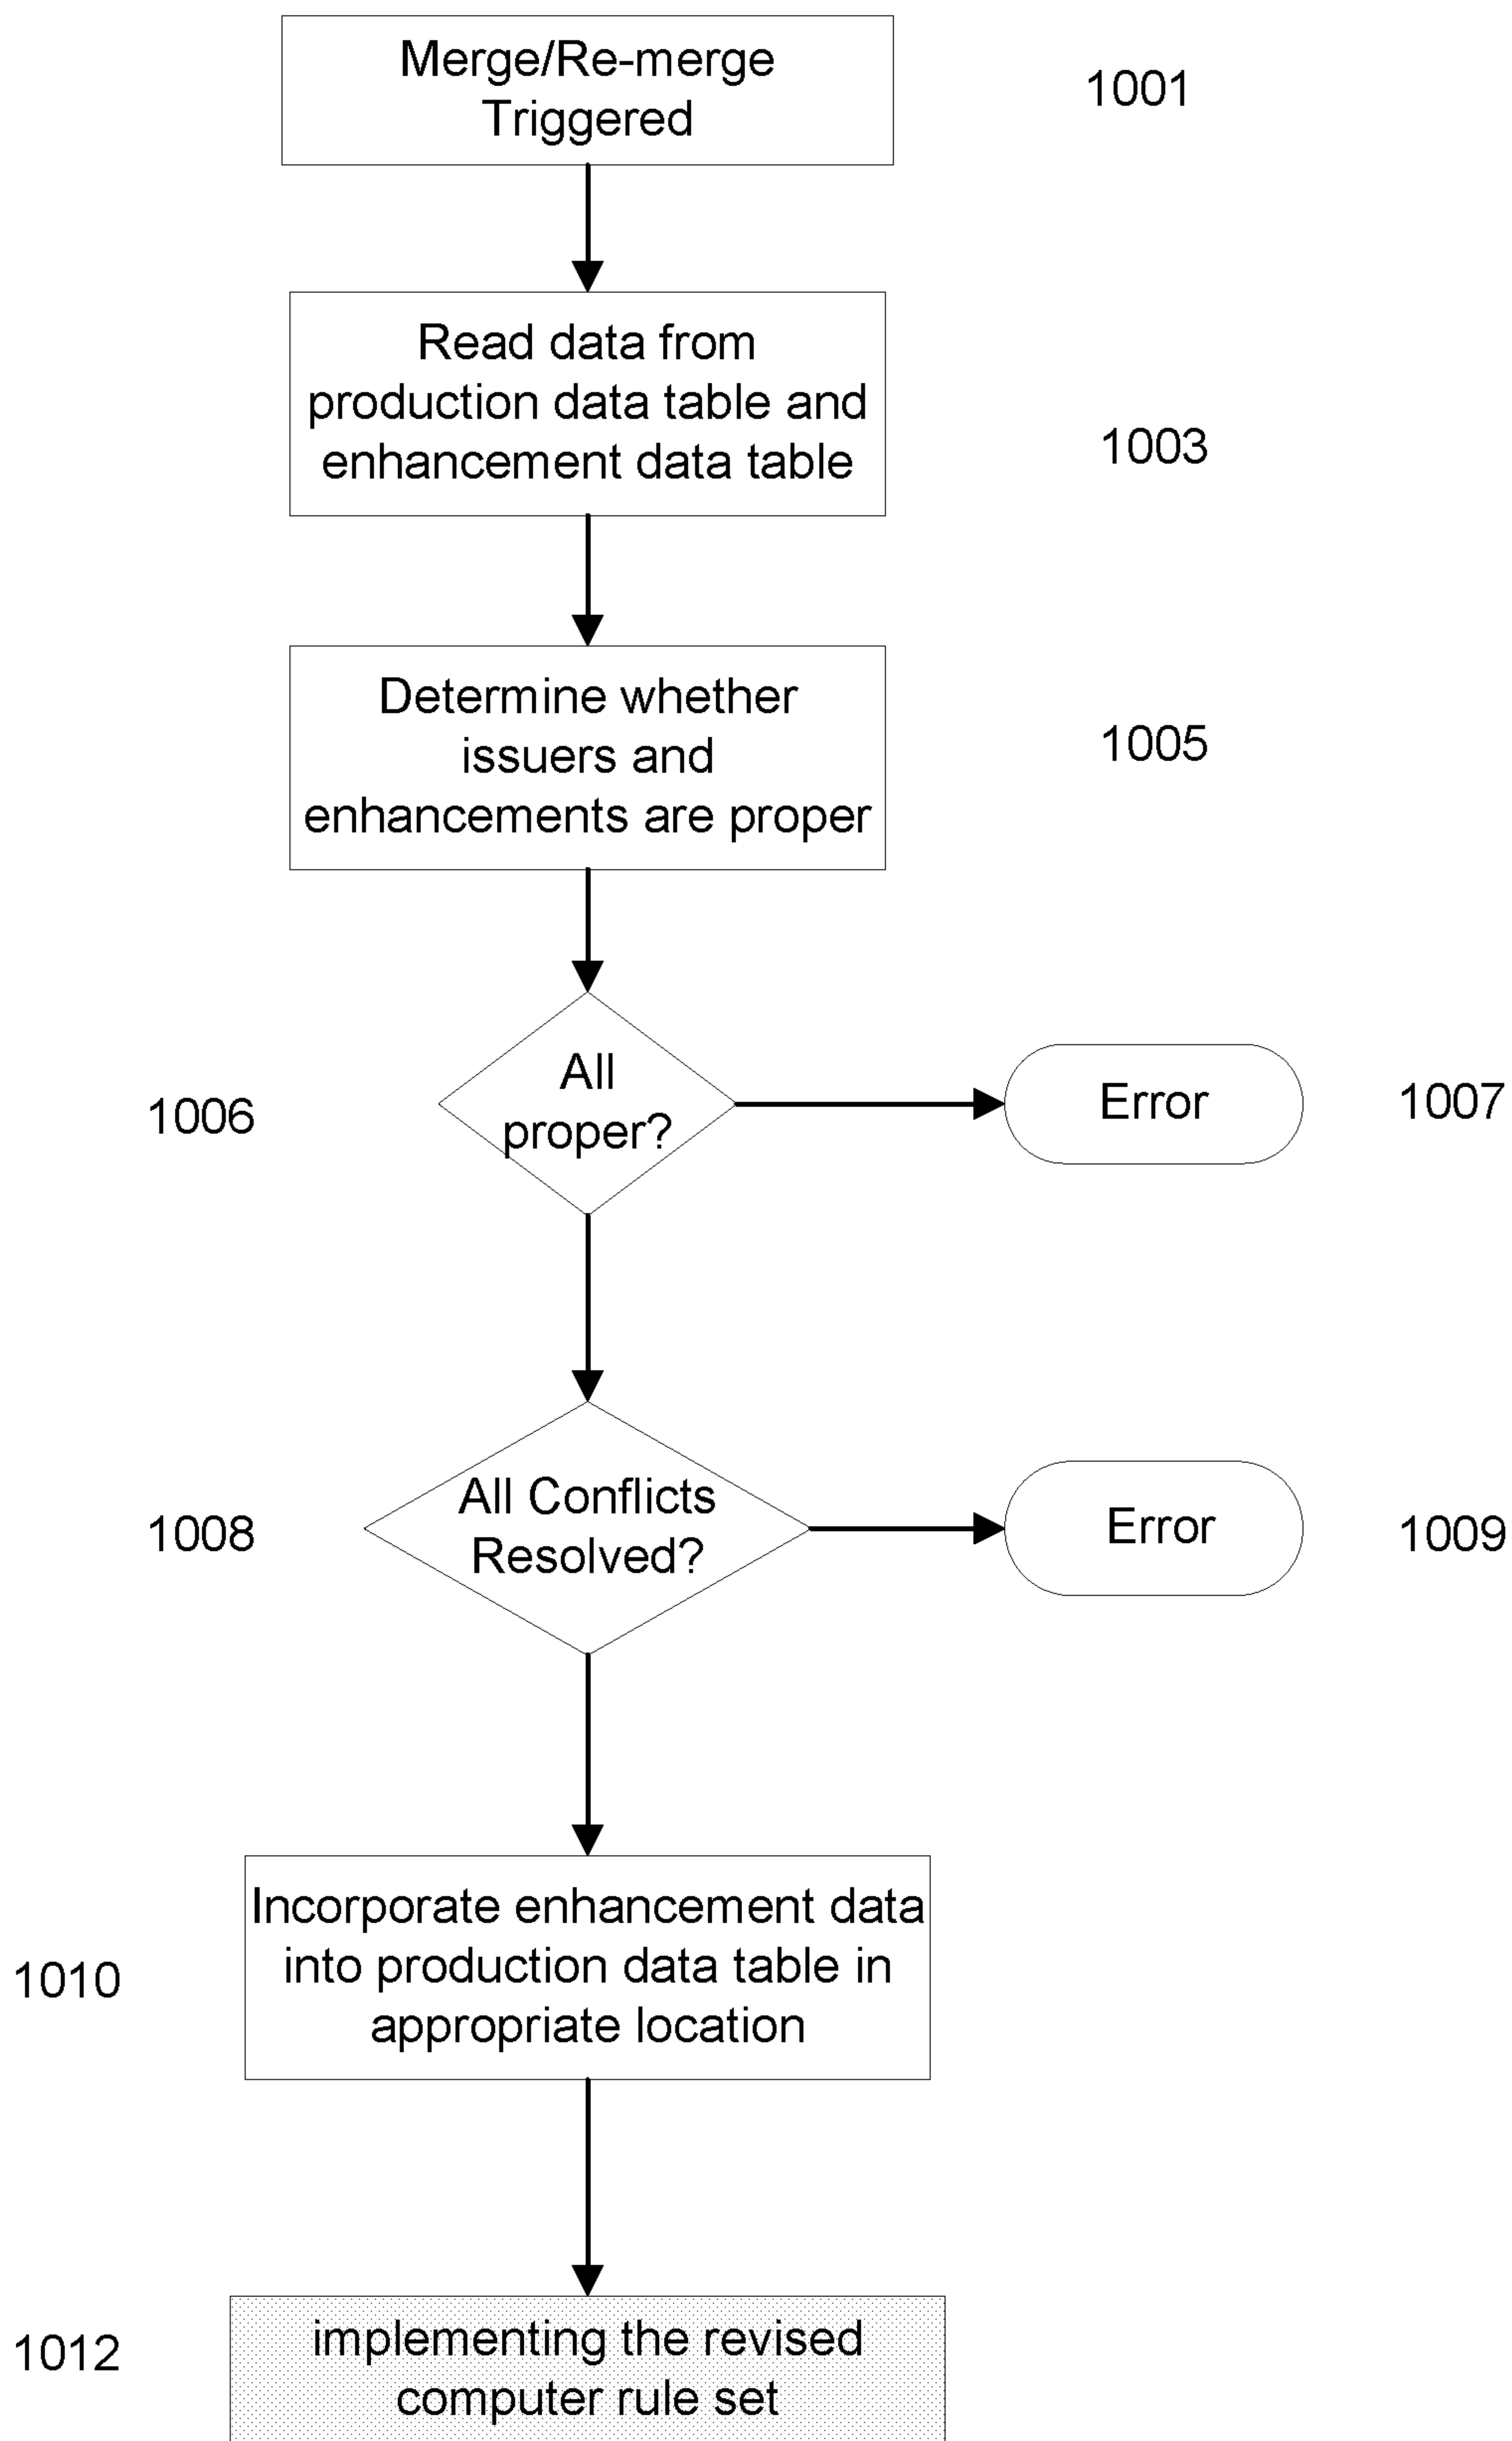 Merge/Re-merge
Triggered
1001
Read data from
production data table and
enhancement data table
1003
Determine whether
issuers and
enhancements are proper
1005
1006
All
proper?
Error
1007
1008
All Conflicts
Resolved?
Error
1009
1010
Incorporate enhancement data
into production data table in
appropriate location
1012
implementing the revised
computer rule set